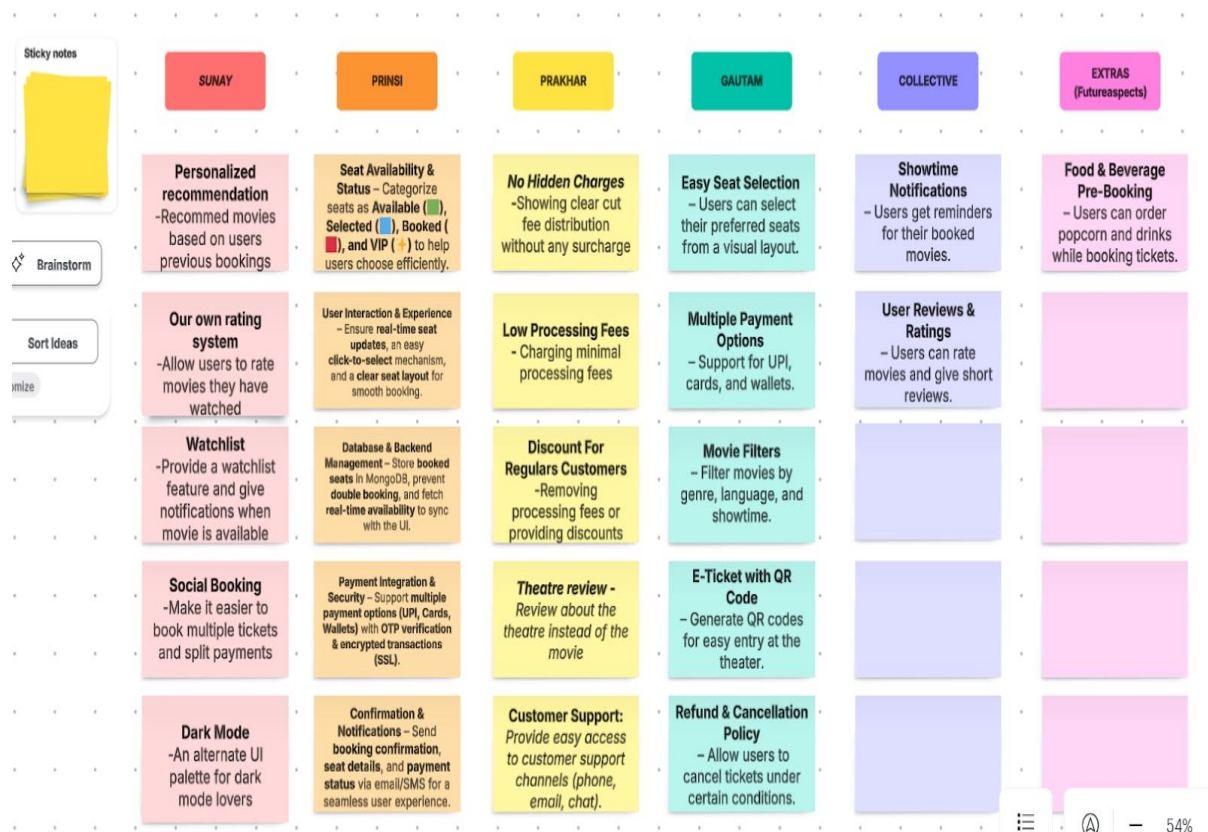 Sticky notes
SUNAY
PRINSI
PRAKHAR
GAUTAM
COLLECTIVE
EXTRAS
(Futureaspects)
Personalized
recommendation
-Recommed movies
based on users
previous bookings
Seat Availability &
Status – Categorize
seats as Available (🟩),
Selected (🟦), Booked (
🟥), and VIP (✨) to help
users choose efficiently.
No Hidden Charges
-Showing clear cut
fee distribution
without any surcharge
Easy Seat Selection
– Users can select
their preferred seats
from a visual layout.
Showtime
Notifications
– Users get reminders
for their booked
movies.
Food & Beverage
Pre-Booking
– Users can order
popcorn and drinks
while booking tickets.
Brainstorm
Sort Ideas
omize
Our own rating
system
-Allow users to rate
movies they have
watched
User Interaction & Experience
– Ensure real-time seat
updates, an easy
click-to-select mechanism,
and a clear seat layout for
smooth booking.
Low Processing Fees
- Charging minimal
processing fees
Multiple Payment
Options
– Support for UPI,
cards, and wallets.
User Reviews &
Ratings
– Users can rate
movies and give short
reviews.
Watchlist
-Provide a watchlist
feature and give
notifications when
movie is available
Database & Backend
Management – Store booked
seats in MongoDB, prevent
double booking, and fetch
real-time availability to sync
with the UI.
Discount For
Regulars Customers
-Removing
processing fees or
providing discounts
Movie Filters
– Filter movies by
genre, language, and
showtime.
Social Booking
-Make it easier to
book multiple tickets
and split payments
Payment Integration &
Security – Support multiple
payment options (UPI, Cards,
Wallets) with OTP verification
& encrypted transactions
(SSL).
Theatre review -
Review about the
theatre instead of the
movie
E-Ticket with QR
Code
– Generate QR codes
for easy entry at the
theater.
Dark Mode
-An alternate UI
palette for dark
mode lovers
Confirmation &
Notifications – Send
booking confirmation,
seat details, and payment
status via email/SMS for a
seamless user experience.
Customer Support:
Provide easy access
to customer support
channels (phone,
email, chat).
Refund & Cancellation
Policy
– Allow users to
cancel tickets under
certain conditions.
54%